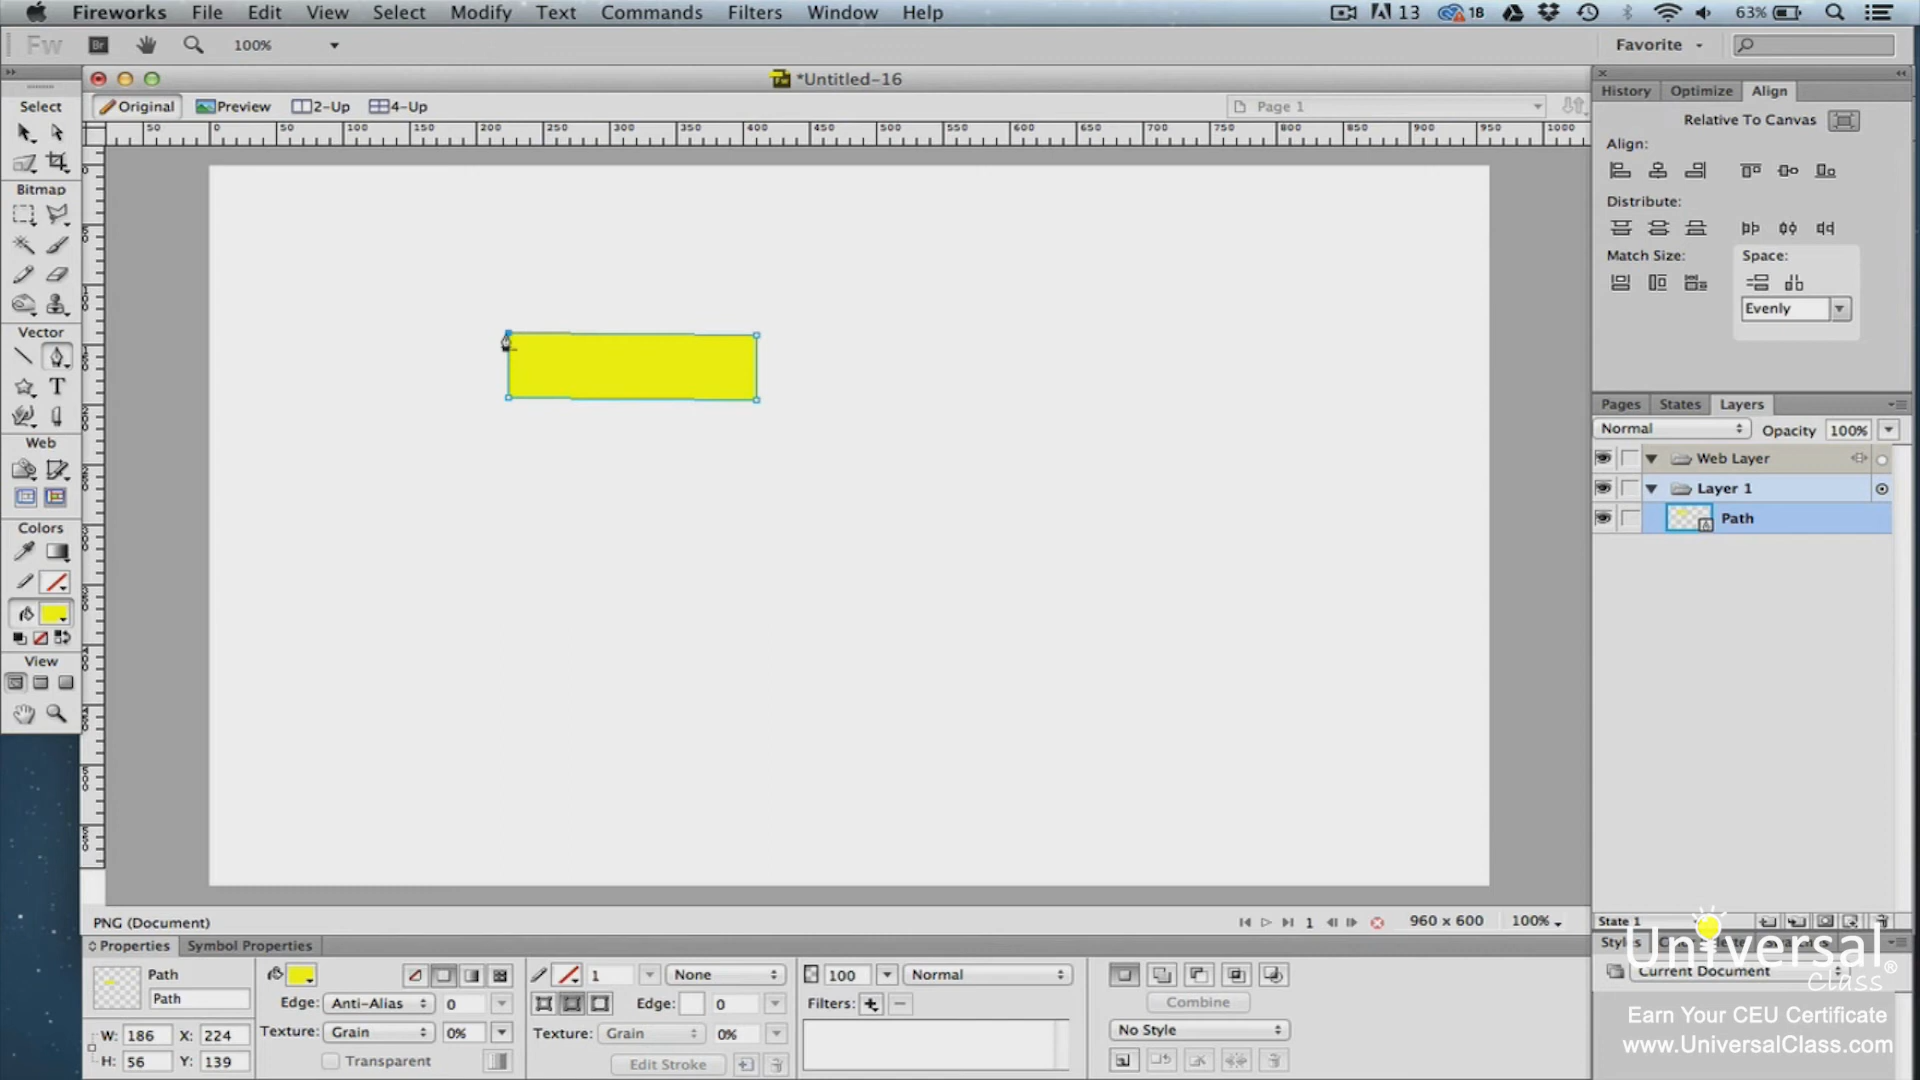 Fireworks File Edit View Select Modify Text Commands Filters Window Help 13 18 63%
Fw Br 100% Favorite
*Untitled-16
Original Preview 2-Up 4-Up Page 1
50 0 50 100 150 200 250 300 350 400 450 500 550 600 650 700 750 800 850 900 950 1000
Select
Bitmap
Vector
T
Web
Colors
View
History Optimize Align
Relative To Canvas
Align:
Distribute:
Match Size: Space:
Evenly
Pages States Layers
Normal Opacity 100%
Web Layer
Layer 1
Path
State 1
Styles
Current Document
Universal
Class ®
Earn Your CEU Certificate
www.UniversalClass.com
PNG (Document) 1 960 x 600 100%
Properties Symbol Properties
Path
Path
W: 186 X: 224
H: 56 Y: 139
Edge: Anti-Alias 0
Texture: Grain 0%
Transparent
1 None
Edge: 0
Texture: Grain 0%
Edit Stroke
100 Normal
Filters:
Combine
No Style